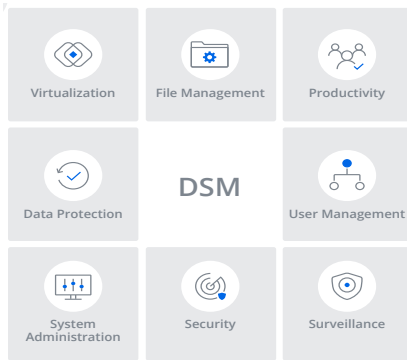 Virtualization
File Management
Productivity
Data Protection
DSM
User Management
System
Administration
Security
Surveillance